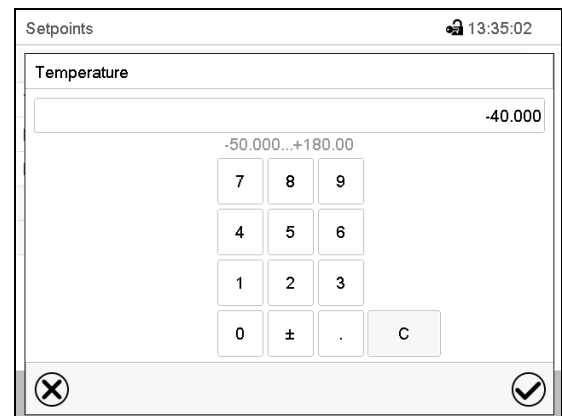 Setpoints 13:35:02
Temperature
-40.000
-50.000...+180.00
7 8 9
4 5 6
1 2 3
0 ± . C